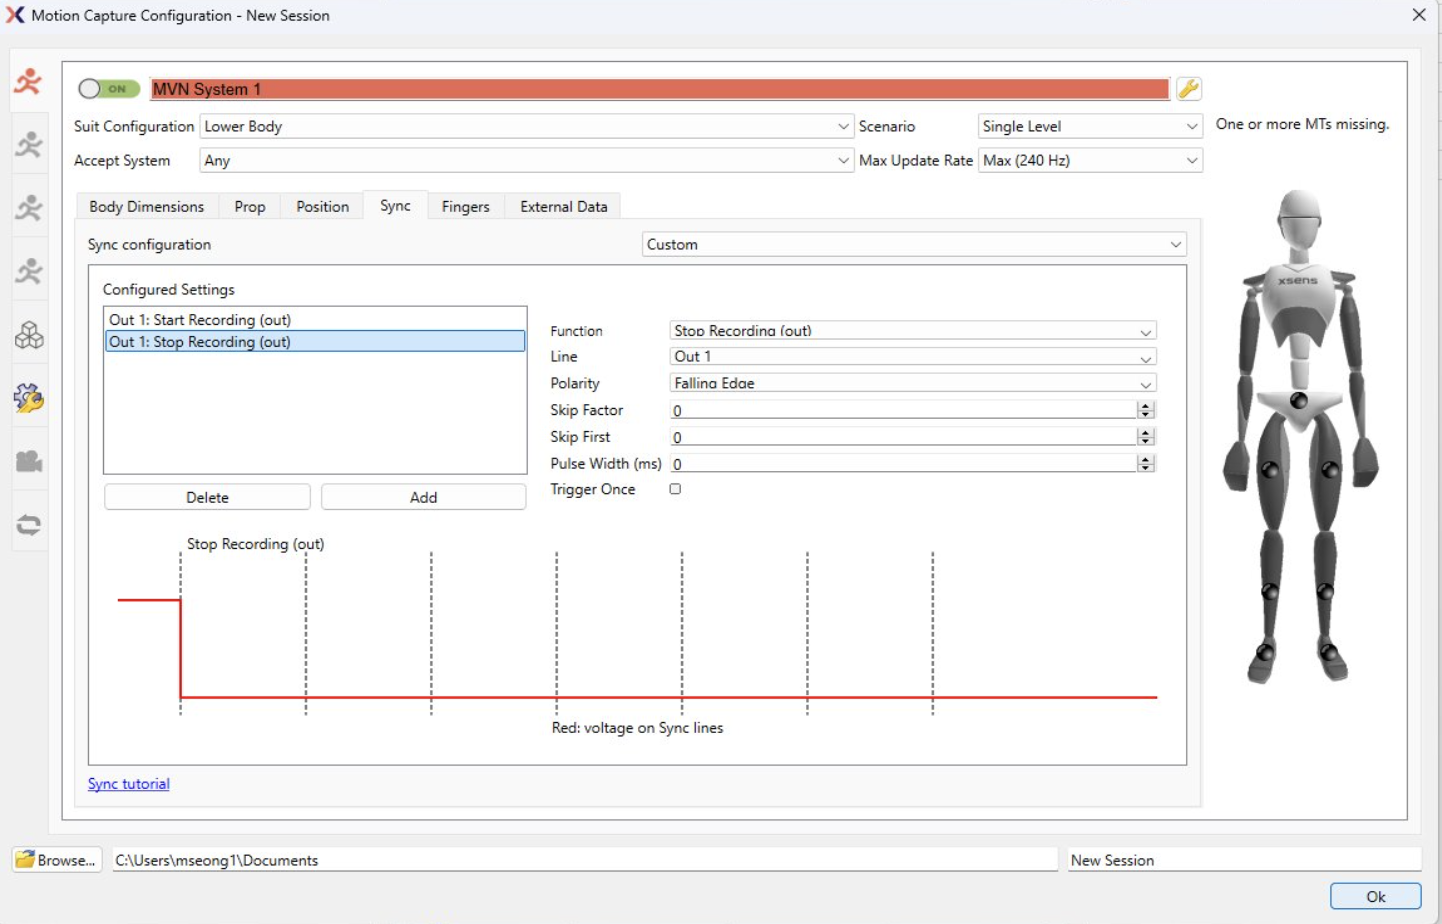 Motion Capture Configuration - New Session
ON
MVN System 1
Suit Configuration Lower Body Scenario Single Level
One or more MTs missing.
Accept System Any Max Update Rate Max (240 Hz)
Body Dimensions Prop Position Sync Fingers External Data
Sync configuration Custom
Configured Settings
Out 1: Start Recording (out)
Out 1: Stop Recording (out)
Function Stop Recording (out)
Line Out 1
Polarity Falling Edge
Skip Factor 0
Skip First 0
Pulse Width (ms) 0
Trigger Once
Delete Add
Stop Recording (out)
Red: voltage on Sync lines
Sync tutorial
xsens
Browse... C:\Users\mseong1\Documents New Session
Ok